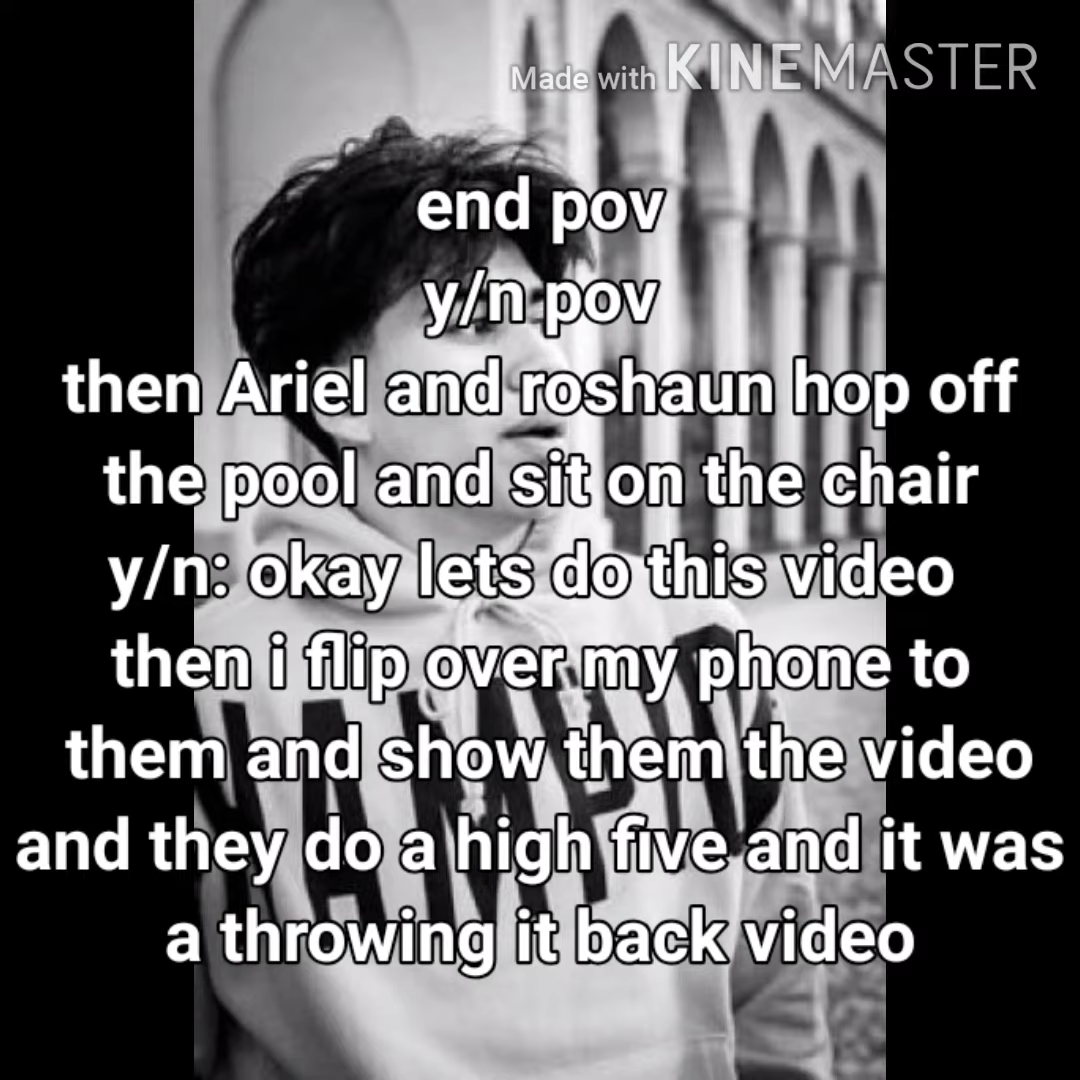 Made with KINEMASTER
end pov
y/n pov
then Ariel and roshaun hop off
the pool and sit on the chair
y/n: okay lets do this video
then i flip over my phone to
them and show them the video
and they do a high five and it was
a throwing it back video